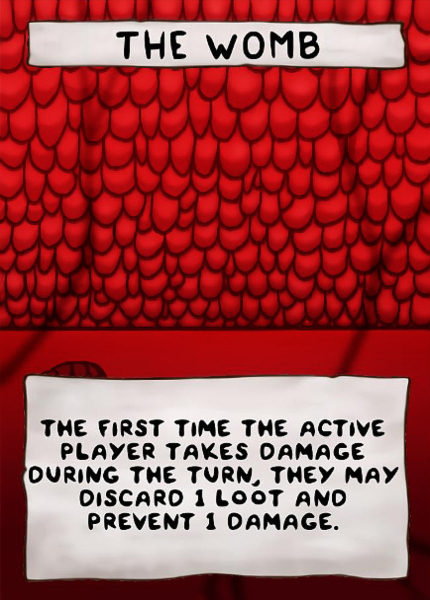 THE WOMB
THE FIRST TIME THE ACTIVE
PLAYER TAKES DAMAGE
DURING THE TURN, THEY MAY
DISCARD 1 LOOT AND
PREVENT 1 DAMAGE.